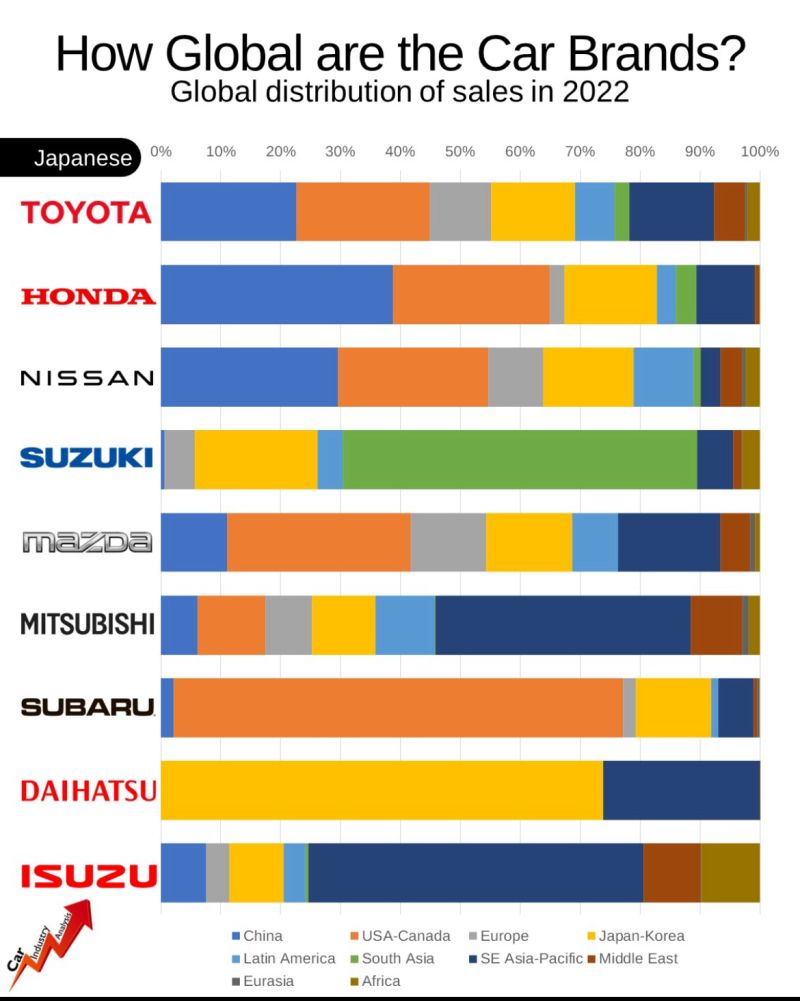 How Global are the Car Brands?
Global distribution of sales in 2022
Japanese
0% 10% 20% 30% 40% 50% 60% 70% 80% 90% 100%
TOYOTA
HONDA
NISSAN
SUZUKI
mazda
MITSUBISHI
SUBARU
DAIHATSU
ISUZU
Car
Industry
Analysis
China USA-Canada Europe Japan-Korea
Latin America South Asia SE Asia-Pacific Middle East
Eurasia Africa